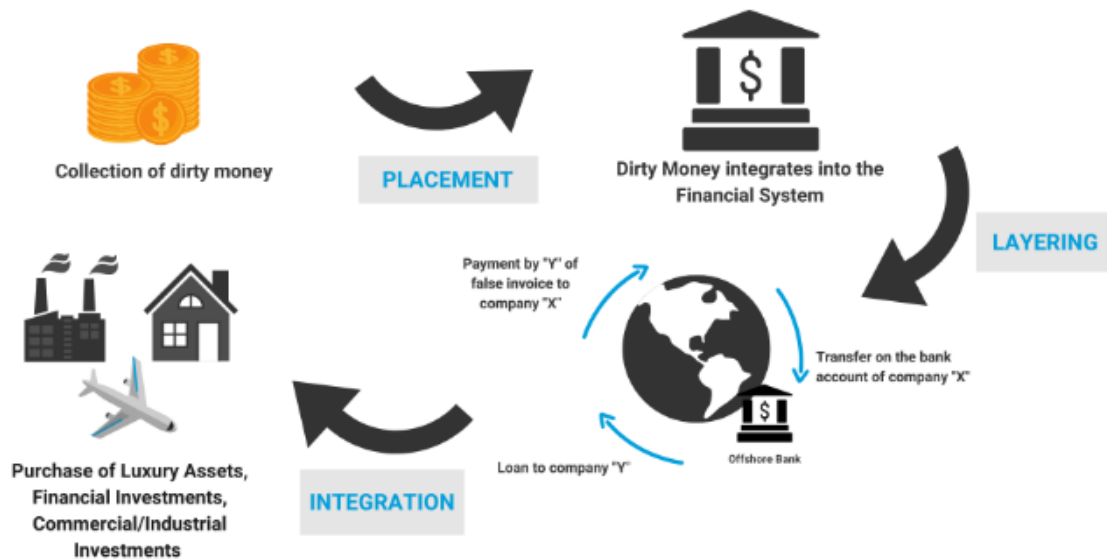 Collection of dirty money
PLACEMENT
$
Dirty Money integrates into the
Financial System
LAYERING
Payment by "Y" of
false invoice to
company "X"
Transfer on the bank
account of company "X"
$
Offshore Bank
Loan to company "Y"
INTEGRATION
Purchase of Luxury Assets,
Financial Investments,
Commercial/Industrial
Investments